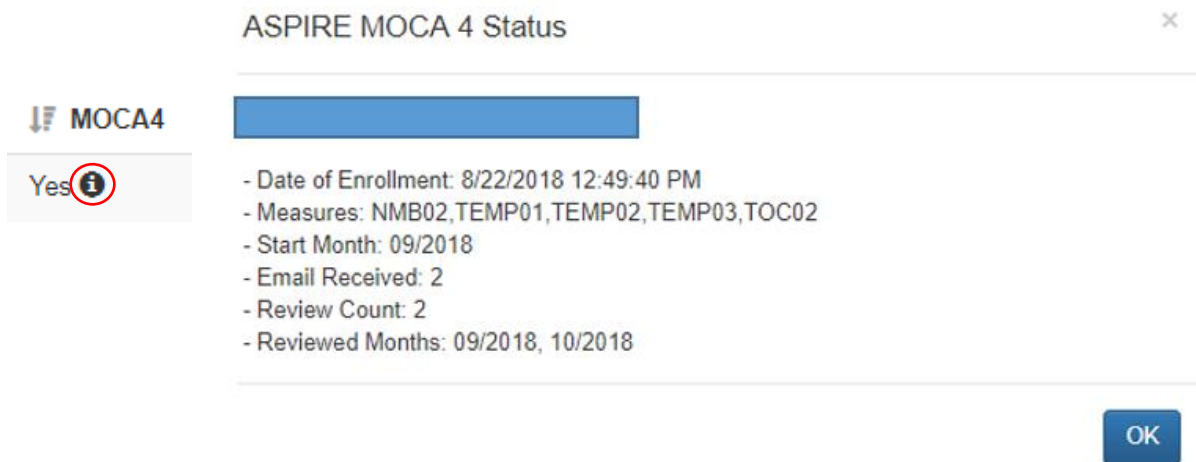 ASPIRE MOCA 4 Status
×
MOCA4
Yes
- Date of Enrollment: 8/22/2018 12:49:40 PM
- Measures: NMB02,TEMP01,TEMP02,TEMP03,TOC02
- Start Month: 09/2018
- Email Received: 2
- Review Count: 2
- Reviewed Months: 09/2018, 10/2018
OK